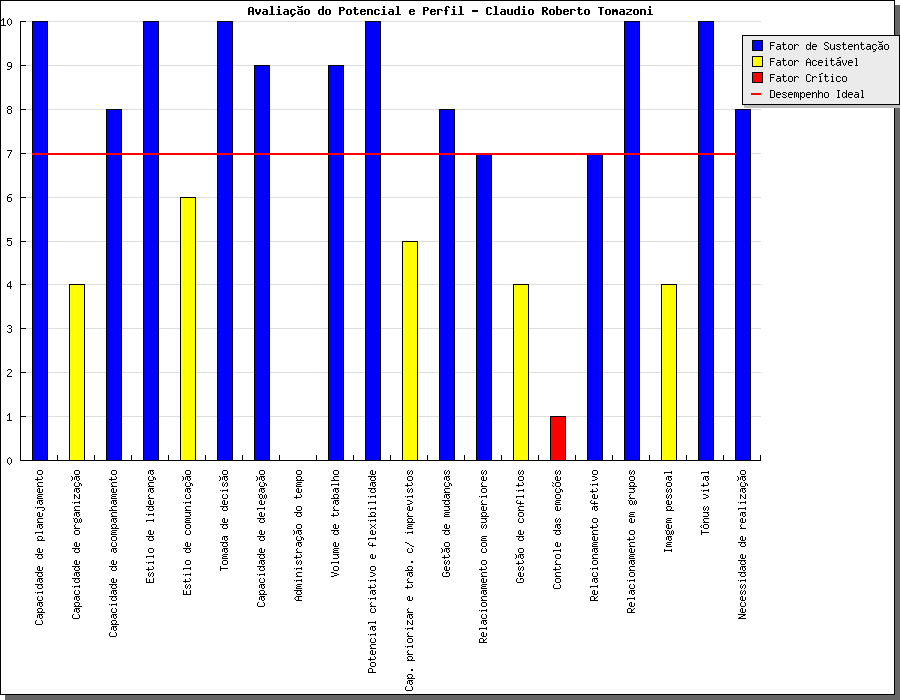 Avaliação do Potencial e Perfil - Claudio Roberto Tomazoni
Fator de Sustentação
Fator Aceitável
Fator Crítico
Desempenho Ideal
10
9
8
7
6
5
4
3
2
1
0
Capacidade de planejamento
Capacidade de organização
Capacidade de acompanhamento
Estilo de liderança
Estilo de comunicação
Tomada de decisão
Capacidade de delegação
Administração do tempo
Volume de trabalho
Potencial criativo e flexibilidade
Cap. priorizar e trab. c/ imprevistos
Gestão de mudanças
Relacionamento com superiores
Gestão de conflitos
Controle das emoções
Relacionamento afetivo
Relacionamento em grupos
Imagem pessoal
Tônus vital
Necessidade de realização